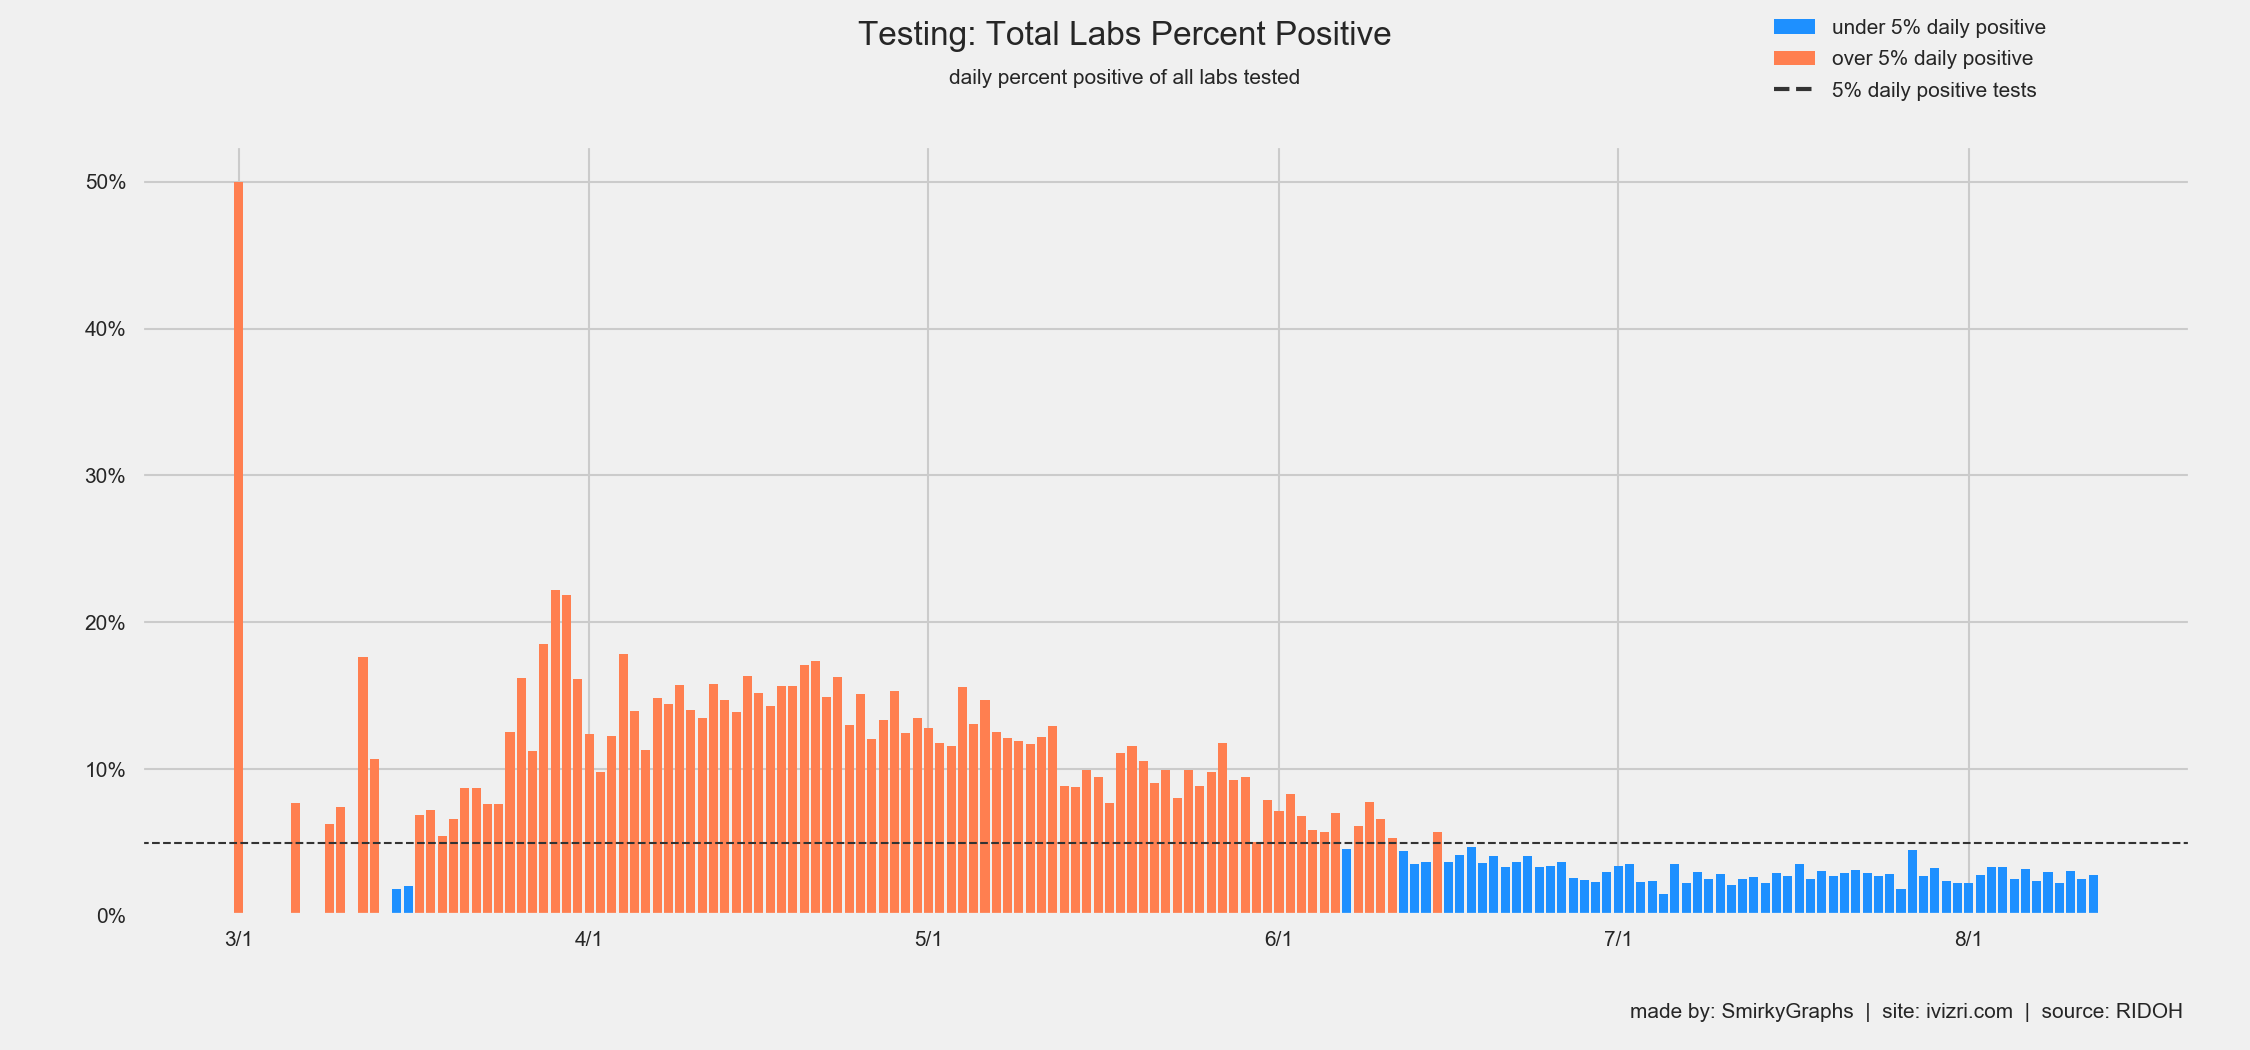 Testing: Total Labs Percent Positive
daily percent positive of all labs tested
under 5% daily positive
over 5% daily positive
5% daily positive tests
50%
40%
30%
20%
10%
0%
3/1 4/1 5/1 6/1 7/1 8/1
made by: SmirkyGraphs | site: ivizri.com | source: RIDOH